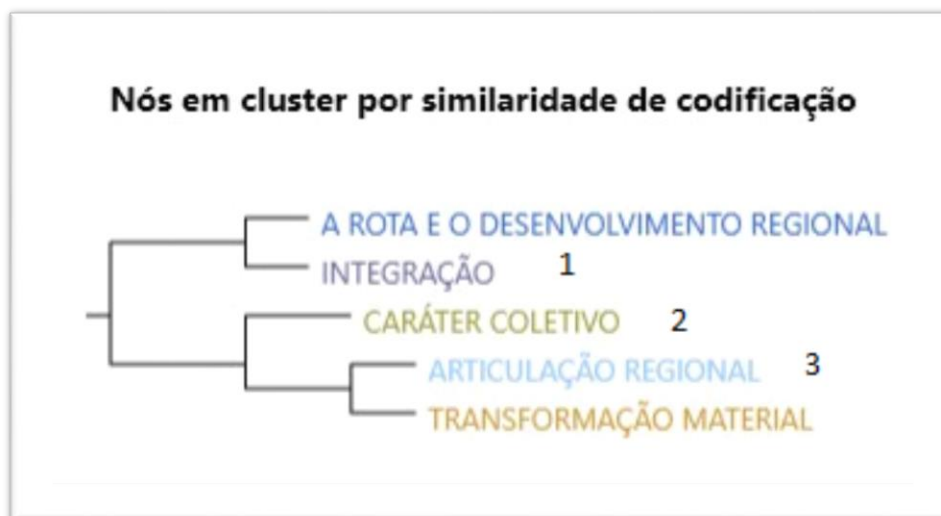 Nós em cluster por similaridade de codificação
A ROTA E O DESENVOLVIMENTO REGIONAL
INTEGRAÇÃO 1
CARÁTER COLETIVO 2
ARTICULAÇÃO REGIONAL 3
TRANSFORMAÇÃO MATERIAL